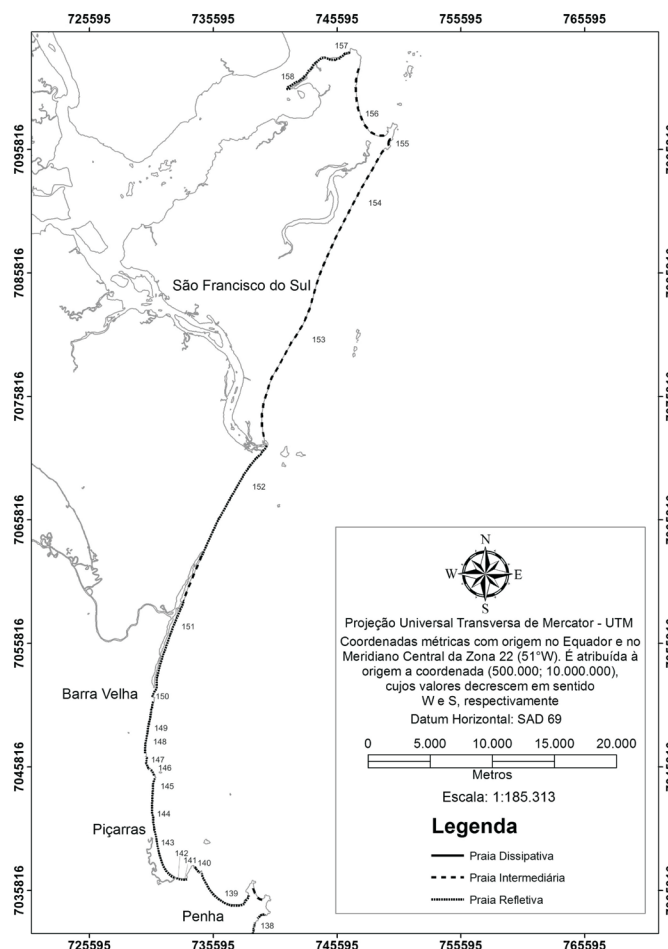 725595 735595 745595 755595 765595
157
158
156
7095816
155
154
7085816
São Francisco do Sul
153
7075816 7075816
152
7065816 7065816
N
W E
S
Projeção Universal Transversa de Mercator - UTM
Coordenadas métricas com origem no Equador e no
Meridiano Central da Zona 22 (51°W). É atribuída à
origem a coordenada (500.000; 10.000.000),
cujos valores decrescem em sentido
W e S, respectivamente
Datum Horizontal: SAD 69
0 5.000 10.000 15.000 20.000
Metros
Escala: 1:185.313
Legenda
Praia Dissipativa
Praia Intermediária
Praia Refletiva
151
7055816 7055816
Barra Velha
150
149
148
147
146
7045816 7045816
145
144
Piçarras
143
142
141
140
139
7035816 7035816
Penha
138
725595 735595 745595 755595 765595